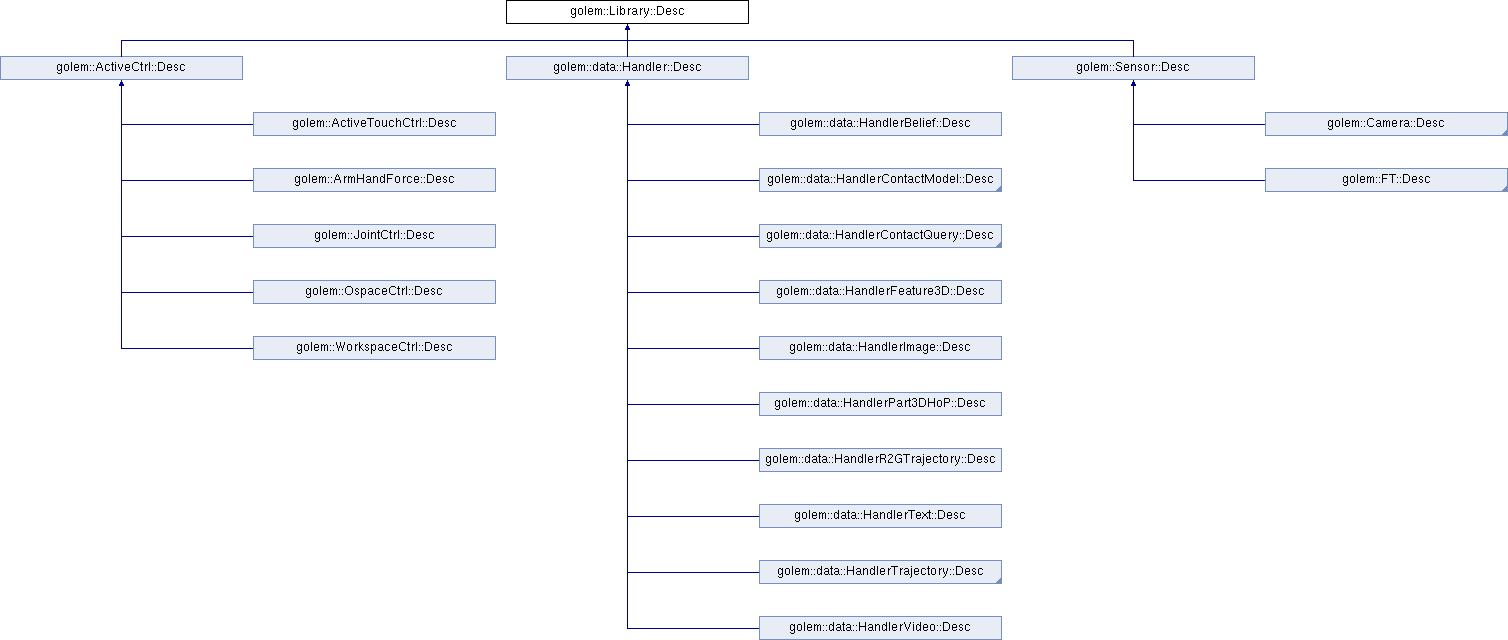 golem::Library::Desc
golem::ActiveCtrl::Desc
golem::data::Handler::Desc
golem::Sensor::Desc
golem::ActiveTouchCtrl::Desc
golem::data::HandlerBelief::Desc
golem::Camera::Desc
golem::ArmHandForce::Desc
golem::data::HandlerContactModel::Desc
golem::FT::Desc
golem::JointCtrl::Desc
golem::data::HandlerContactQuery::Desc
golem::OspaceCtrl::Desc
golem::data::HandlerFeature3D::Desc
golem::WorkspaceCtrl::Desc
golem::data::HandlerImage::Desc
golem::data::HandlerPart3DHoP::Desc
golem::data::HandlerR2GTrajectory::Desc
golem::data::HandlerText::Desc
golem::data::HandlerTrajectory::Desc
golem::data::HandlerVideo::Desc